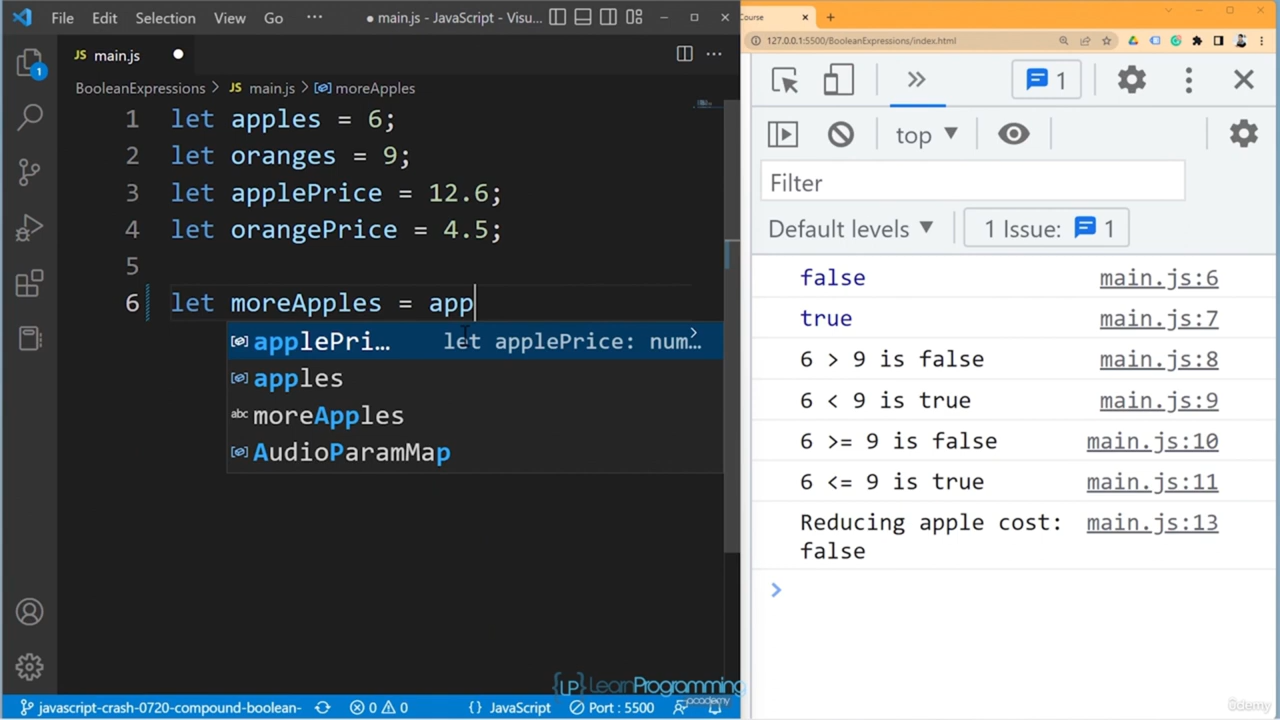 File Edit Selection View Go ··· ● main.js - JavaScript - Visu...
JS main.js ●
BooleanExpressions > JS main.js > moreApples
1 let apples = 6;
2 let oranges = 9;
3 let applePrice = 12.6;
4 let orangePrice = 4.5;
5
6 let moreApples = app
applePri... let applePrice: num...
apples
abc moreApples
AudioParamMap
1
javascript-crash-0720-compound-boolean- 0 0 {} JavaScript Port : 5500
{LP} LearnProgramming
academy
Course
127.0.0.1:5500/BooleanExpressions/index.html
1
top
Filter
Default levels 1 Issue: 1
false main.js:6
true main.js:7
6 > 9 is false main.js:8
6 < 9 is true main.js:9
6 >= 9 is false main.js:10
6 <= 9 is true main.js:11
Reducing apple cost: main.js:13
false
>
ûdemy